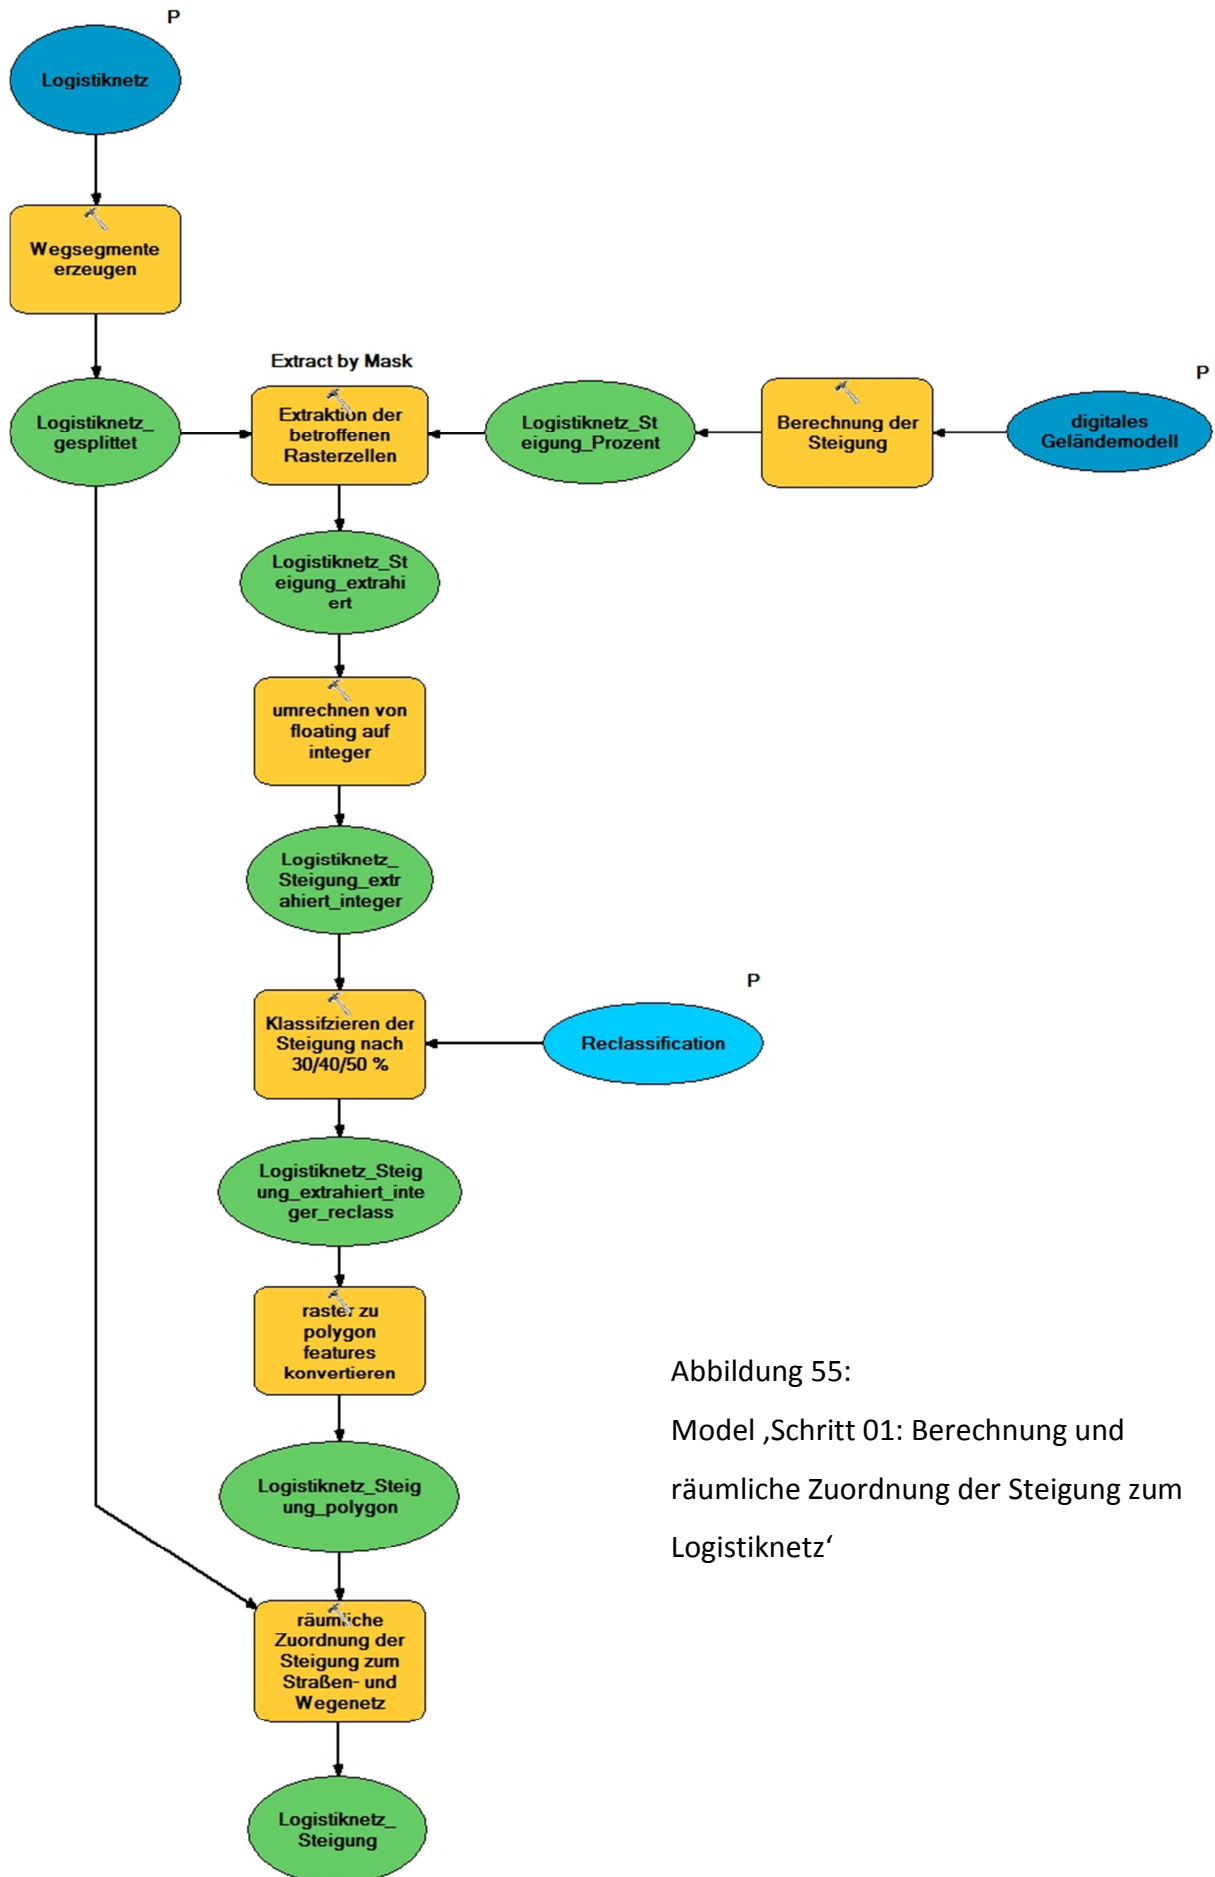 P
Logistiknetz
Wegsegmente
erzeugen
Extract by Mask
P
Logistiknetz_
gesplittet
Extraktion der
betroffenen
Rasterzellen
Logistiknetz_St
eigung_Prozent
Berechnung der
Steigung
digitales
Geländemodell
Logistiknetz_St
eigung_extrahi
ert
umrechnen von
floating auf
integer
Logistiknetz_
Steigung_extr
ahiert_integer
P
Klassifzieren der
Steigung nach
30/40/50 %
Reclassification
Logistiknetz_Steig
ung_extrahiert_inte
ger_reclass
raster zu
polygon
features
konvertieren
Abbildung 55:
Model ‚Schritt 01: Berechnung und
räumliche Zuordnung der Steigung zum
Logistiknetz‘
Logistiknetz_Steig
ung_polygon
räumliche
Zuordnung der
Steigung zum
Straßen- und
Wegenetz
Logistiknetz_
Steigung